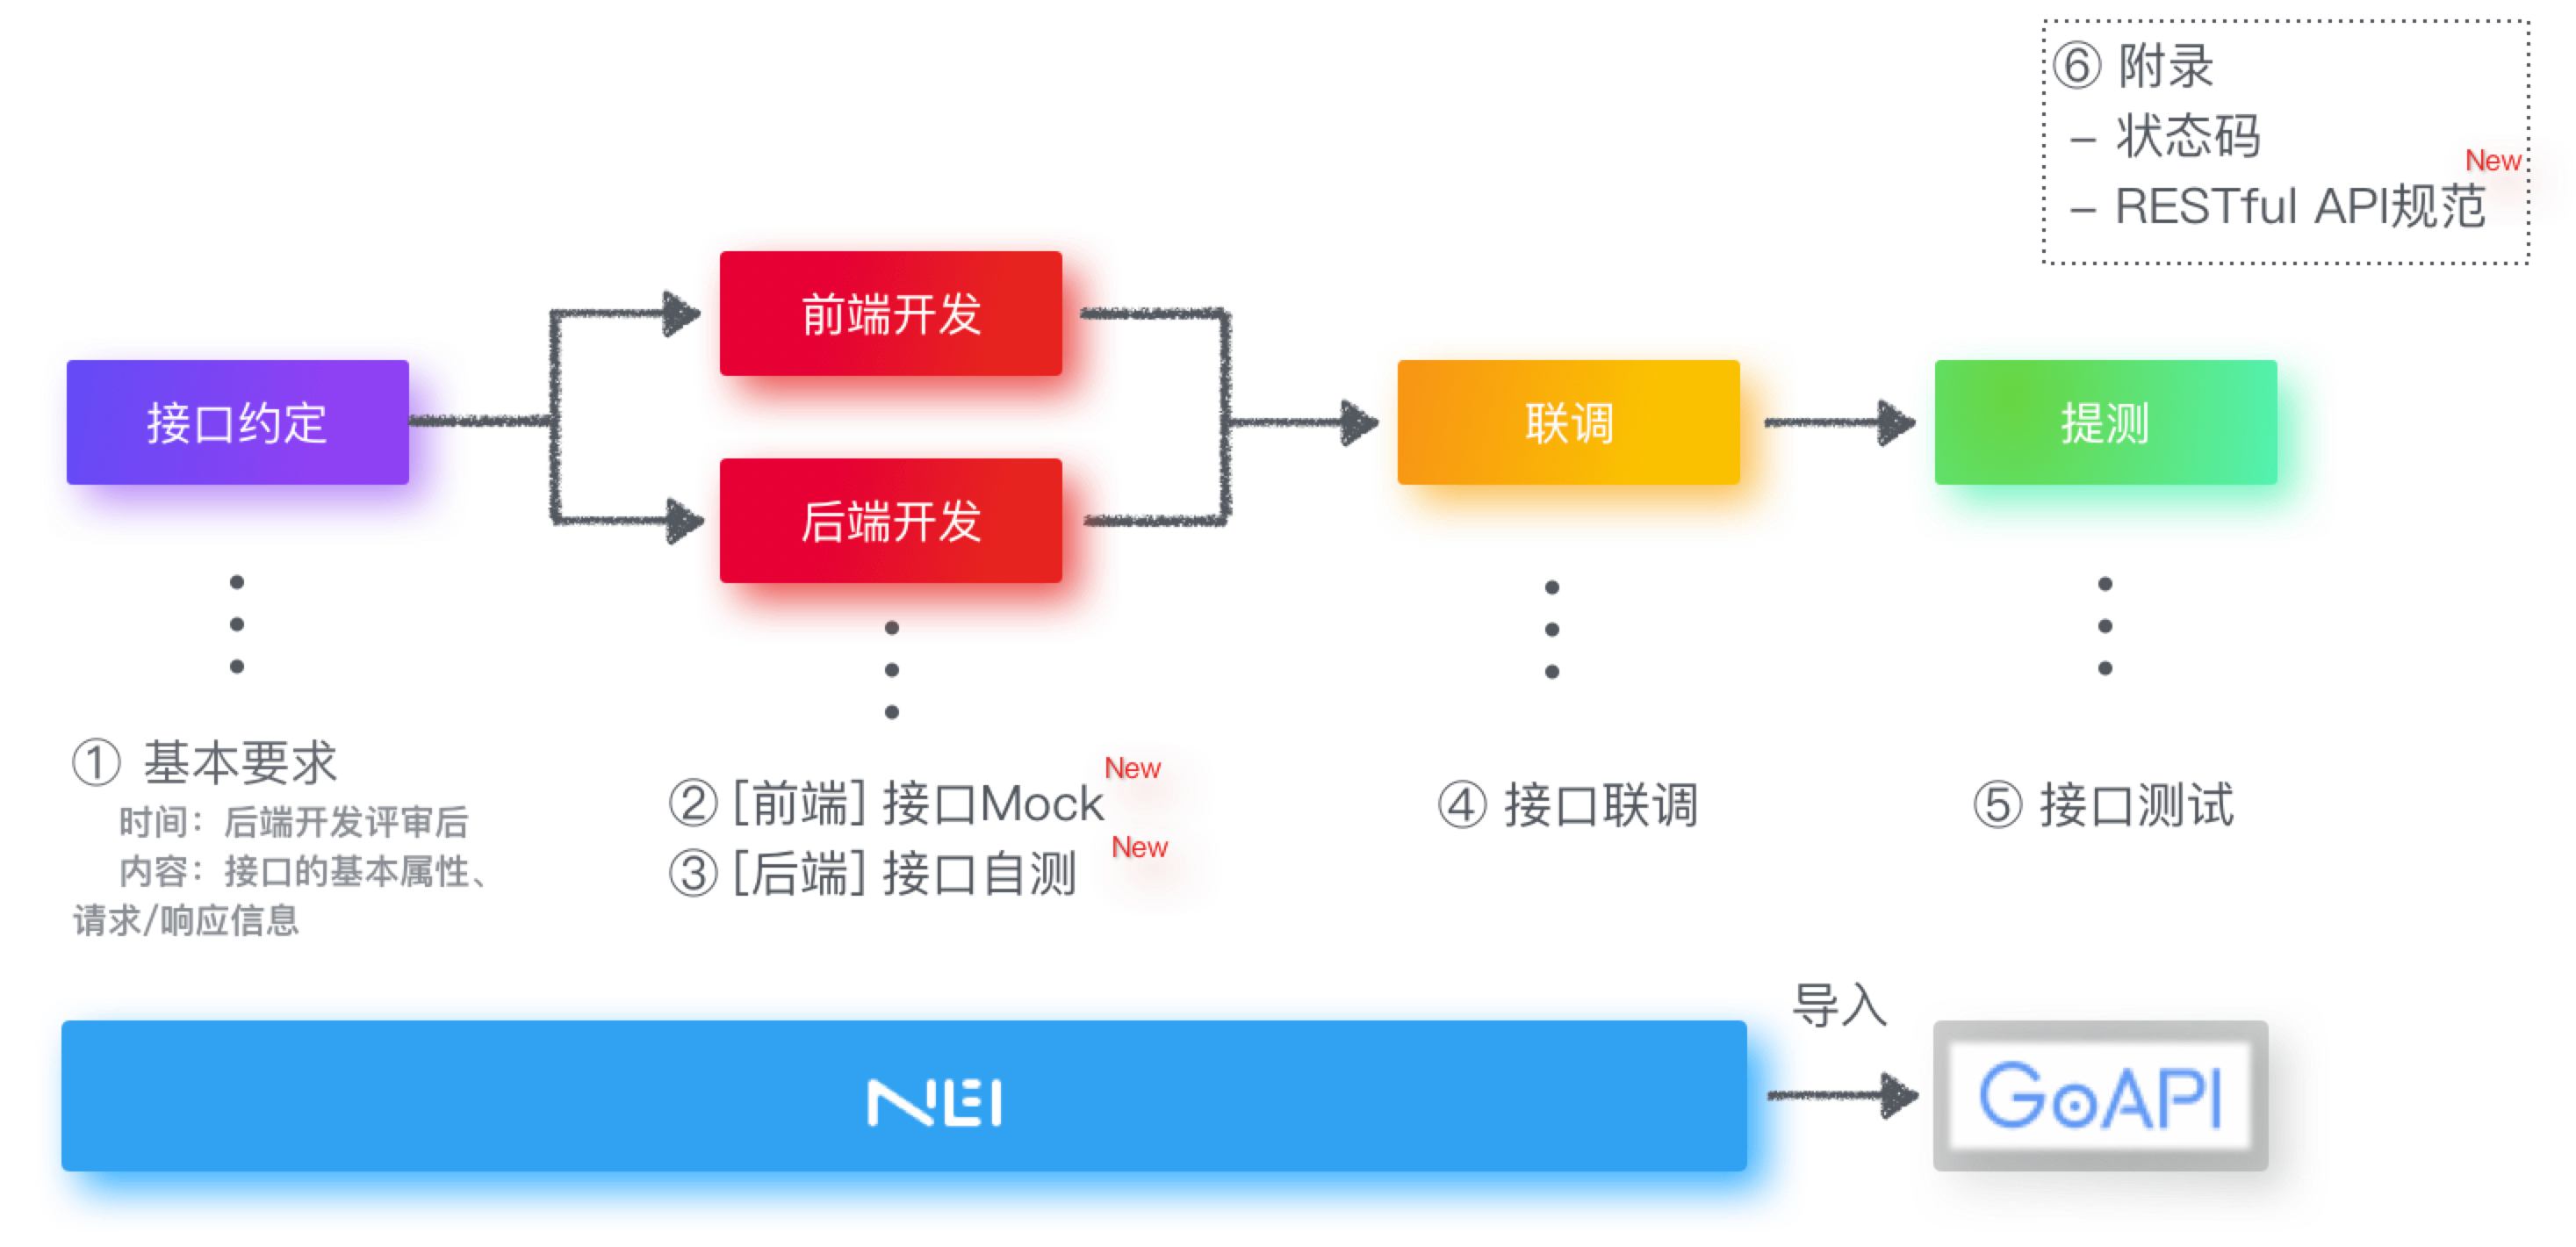 ⑥ 附录
– 状态码
New
– RESTful API规范
前端开发
接口约定
后端开发
联调
提测
① 基本要求
时间：后端开发评审后
内容：接口的基本属性、
请求/响应信息
New
② [前端] 接口Mock
New
③ [后端] 接口自测
④ 接口联调
⑤ 接口测试
NEI
导入
GoAPI